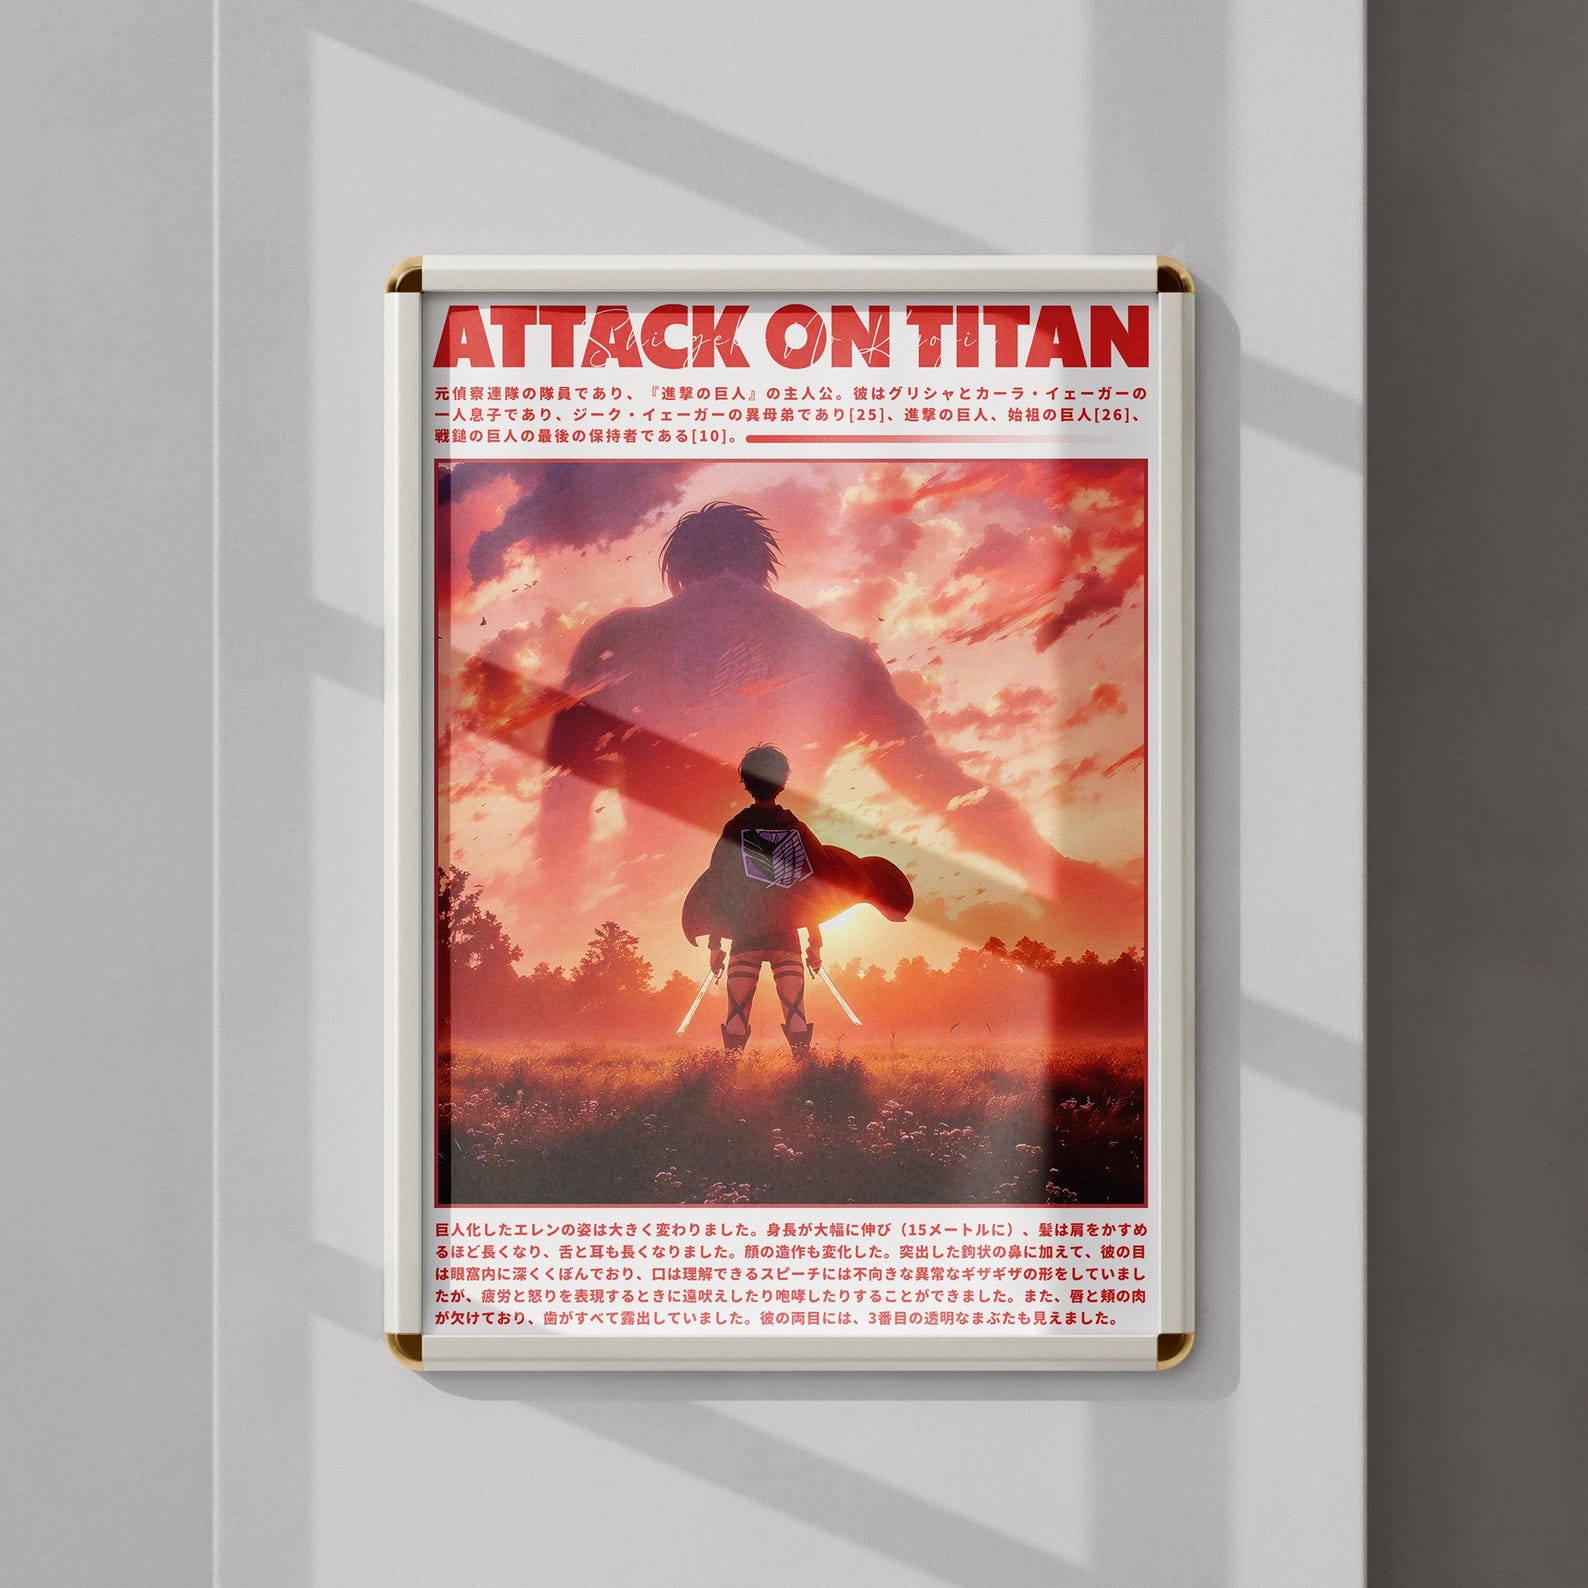 ATTACK ON TITAN
Shingeki No Kyojin
元偵察連隊の隊員であり、『進撃の巨人』の主人公。彼はグリシャとカーラ・イェーガーの
一人息子であり、ジーク・イェーガーの異母弟であり[25]、進撃の巨人、始祖の巨人[26]、
戦鎚の巨人の最後の保持者である[10]。
巨人化したエレンの姿は大きく変わりました。身長が大幅に伸び（15メートルに）、髪は肩をかすめ
るほど長くなり、舌と耳も長くなりました。顔の造作も変化した。突出した鉤状の鼻に加えて、彼の目
は眼窩内に深くくぼんでおり、口は理解できるスピーチには不向きな異常なギザギザの形をしていまし
たが、疲労と怒りを表現するときに遠吠えしたり咆哮したりすることができました。また、唇と頬の肉
が欠けており、歯がすべて露出していました。彼の両目には、3番目の透明なまぶたも見えました。